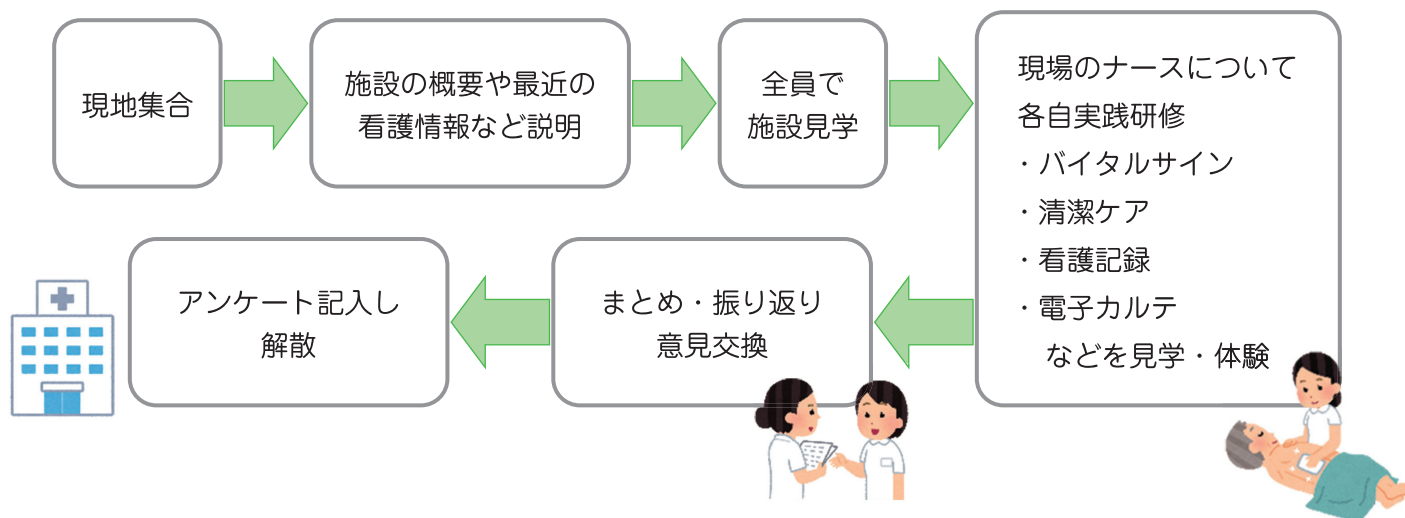 現地集合
施設の概要や最近の
看護情報など説明
全員で
施設見学
現場のナースについて
各自実践研修
・バイタルサイン
・清潔ケア
・看護記録
・電子カルテ
などを見学・体験
まとめ・振り返り
意見交換
アンケート記入し
解散